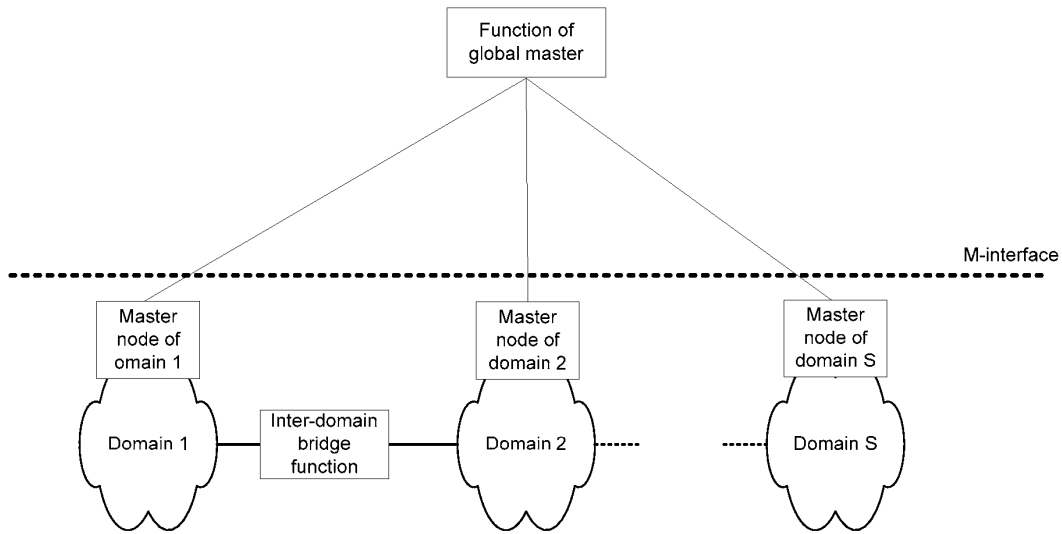 Function of
global master
M-interface
Master
node of
omain 1
Master
node of
domain 2
Master
node of
domain S
Domain 1
Inter-domain
bridge
function
Domain 2
Domain S